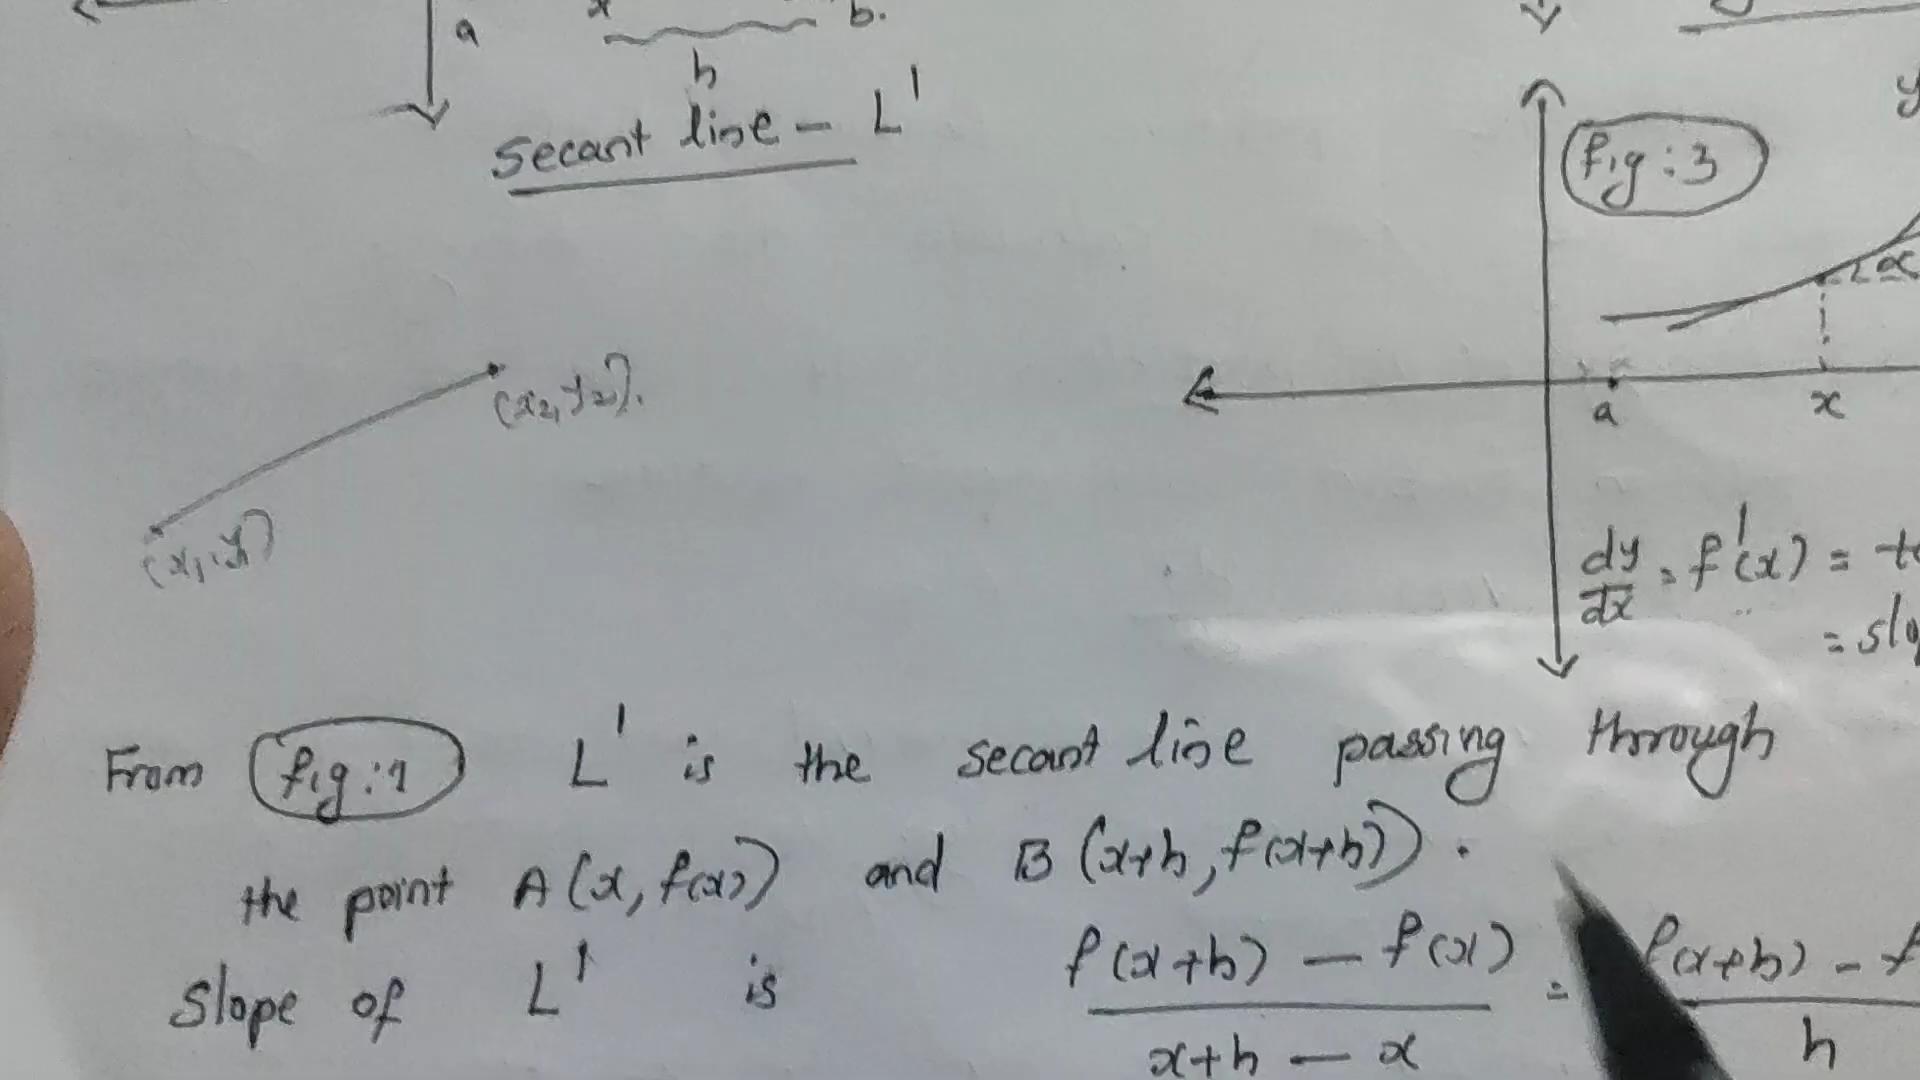 a
x
b.
h
secant line - L'
fig:3
α
(x2, y2).
a
x
(x1, y1)
dy/dx = f'(x) =
=
From fig:1 L' is the secant line passing through
the point A(x, f(x)) and B(x+h, f(x+h)).
Slope of L' is f(x+h) - f(x) / x+h - x = f(x+h) - f / h